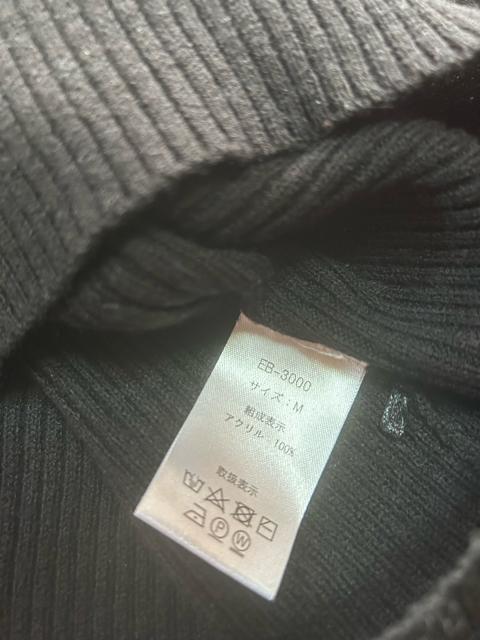 EB-3000
サイズ：M
組成表示
アクリル 100%
取扱表示
P W